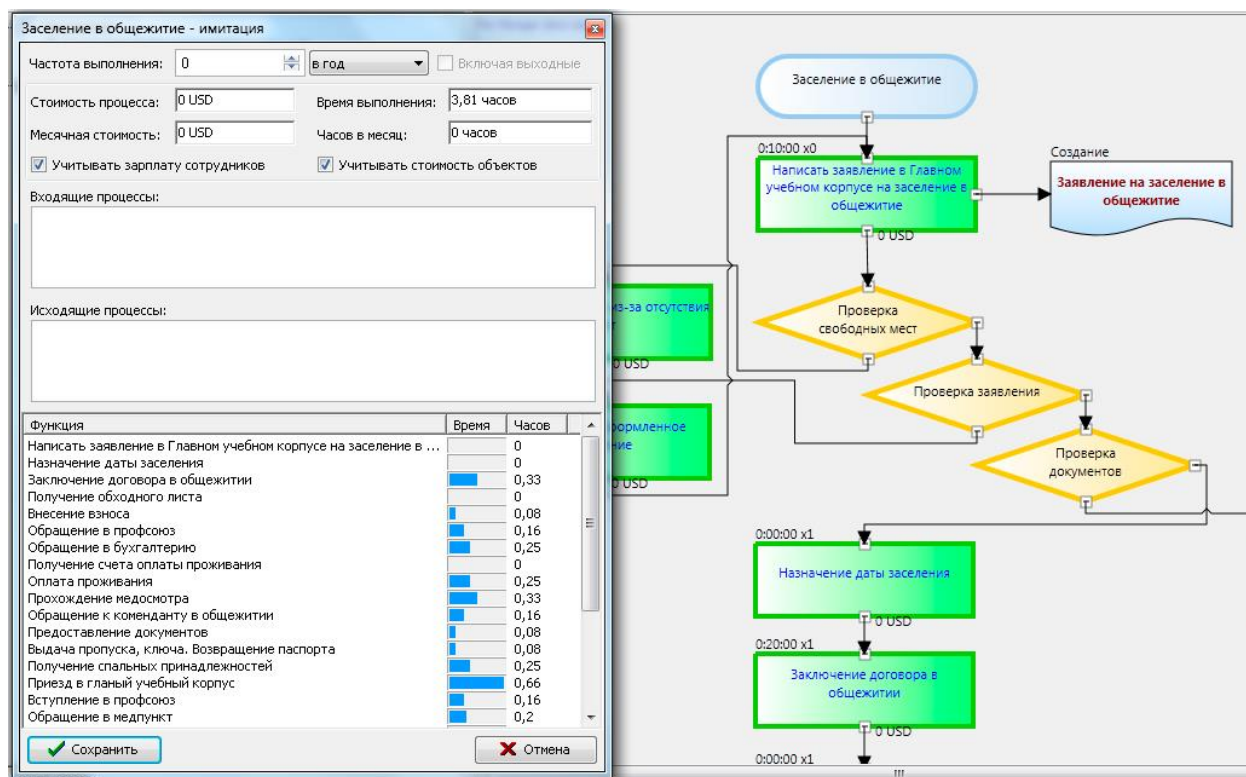 Заселение в общежитие - имитация
Частота выполнения: 0 в год Включая выходные
Стоимость процесса: 0 USD Время выполнения: 3,81 часов
Месячная стоимость: 0 USD Часов в месяц: 0 часов
Учитывать зарплату сотрудников Учитывать стоимость объектов
Входящие процессы:
Исходящие процессы:
Функция Время Часов
Написать заявление в Главном учебном корпусе на заселение в ... 0
Назначение даты заселения 0
Заключение договора в общежитии 0,33
Получение обходного листа 0
Внесение взноса 0,08
Обращение в профсоюз 0,16
Обращение в бухгалтерию 0,25
Получение счета оплаты проживания 0
Оплата проживания 0,25
Прохождение медосмотра 0,33
Обращение к коменданту в общежитии 0,16
Предоставление документов 0,08
Выдача пропуска, ключа. Возвращение паспорта 0,08
Получение спальных принадлежностей 0,25
Приезд в гланый учебный корпус 0,66
Вступление в профсоюз 0,16
Обращение в медпункт 0,2
Сохранить Отмена
Заселение в общежитие
0:10:00 x0
Написать заявление в Главном
учебном корпусе на заселение в
общежитие
0 USD
Создание
Заявление на заселение в
общежитие
из-за отсутствия
0 USD
Проверка
свободных мест
Проверка заявления
0 USD
Проверка
документов
0:00:00 x1
Назначение даты заселения
0 USD
0:20:00 x1
Заключение договора в
общежитии
0 USD
0:00:00 x1